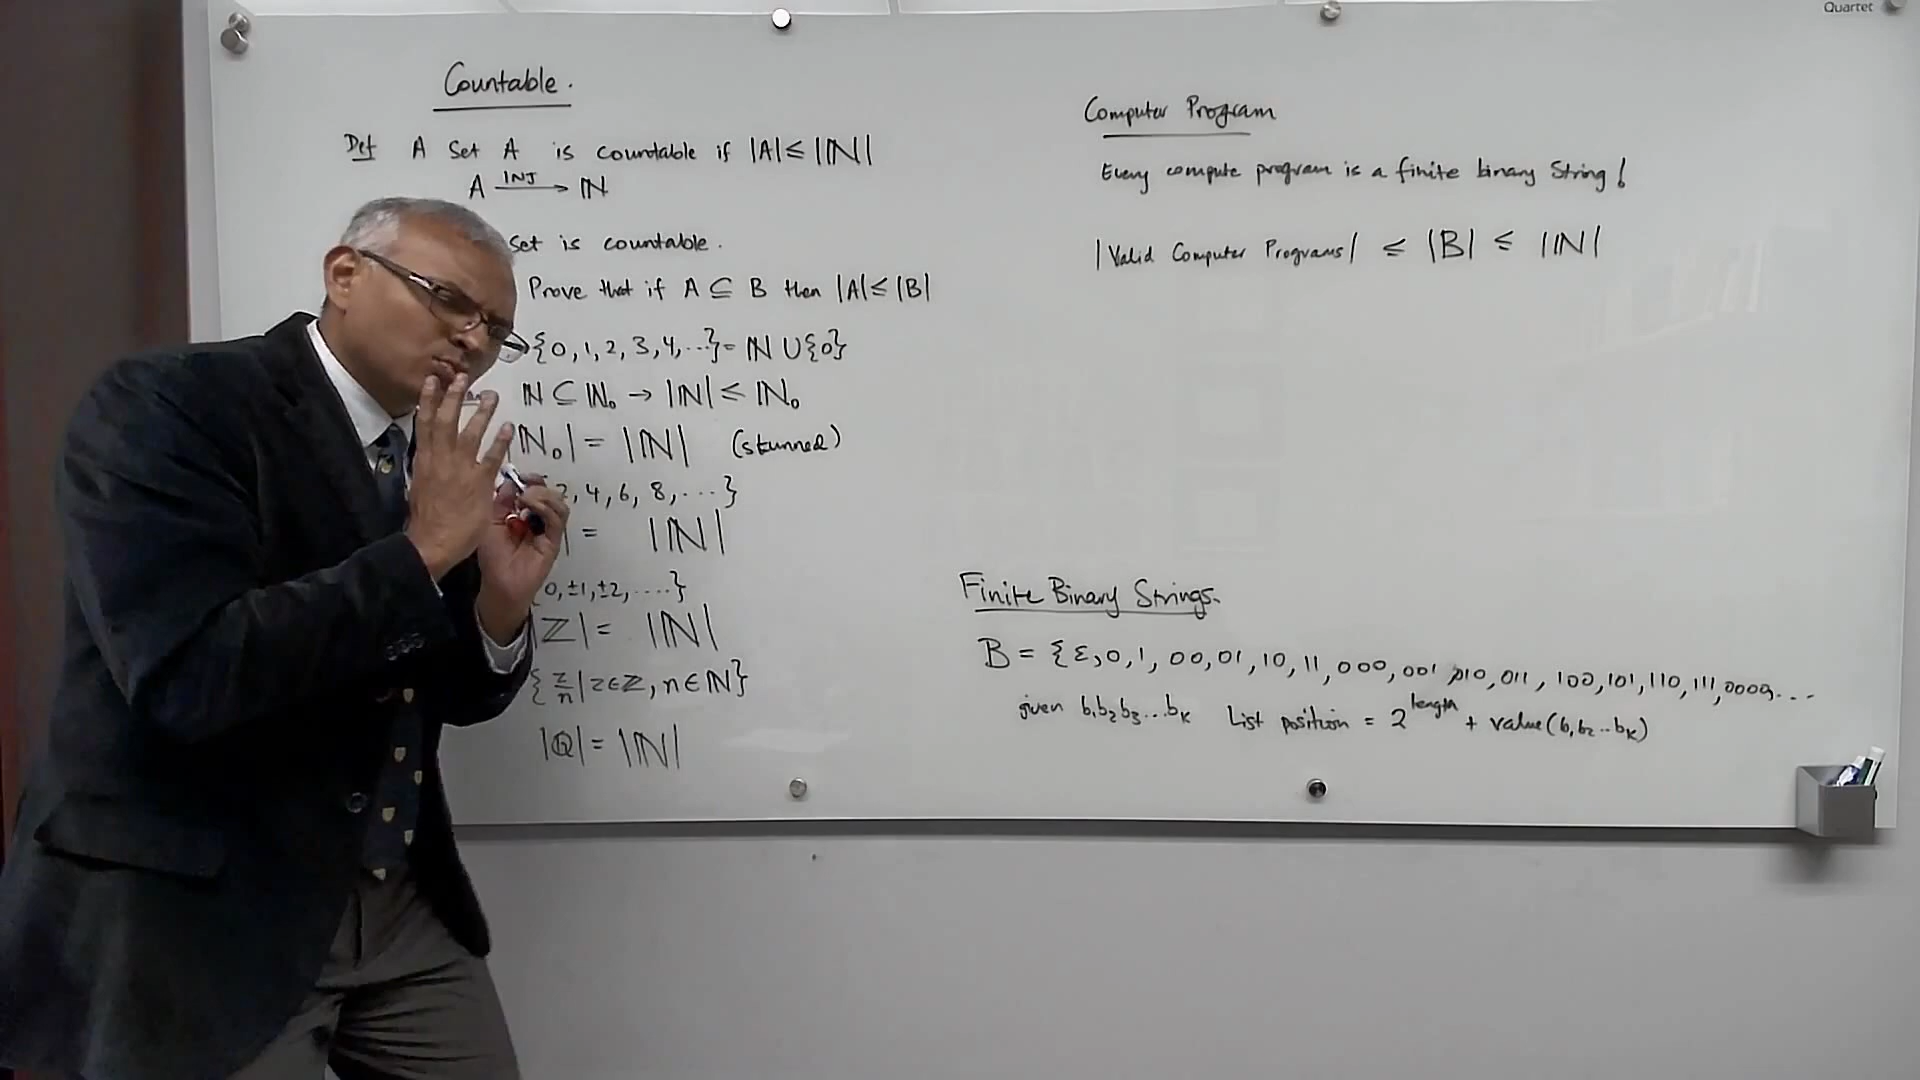 Quartet
Countable.
Def A Set A is countable if |A| ≤ |ℕ|
A INJ → ℕ
set is countable.
Prove that if A ⊆ B then |A| ≤ |B|
{0, 1, 2, 3, 4, ...} = ℕ ∪ {0}
ℕ ⊆ ℕ₀ → |ℕ| ≤ ℕ₀
|ℕ₀| = |ℕ| (stunned)
2, 4, 6, 8, ...}
| = |ℕ|
0, ±1, ±2, ....}
|ℤ| = |ℕ|
{z/n | z ∈ ℤ, n ∈ ℕ}
|ℚ| = |ℕ|
Computer Program
Every compute program is a finite binary String!
|Valid Computer Programs| ≤ |B| ≤ |ℕ|
Finite Binary Strings.
B = {ε, 0, 1, 00, 01, 10, 11, 000, 001, 010, 011, 100, 101, 110, 111, 0000, ...
given b₁b₂b₃...bₖ List position = 2^length + value(b₁b₂..bₖ)